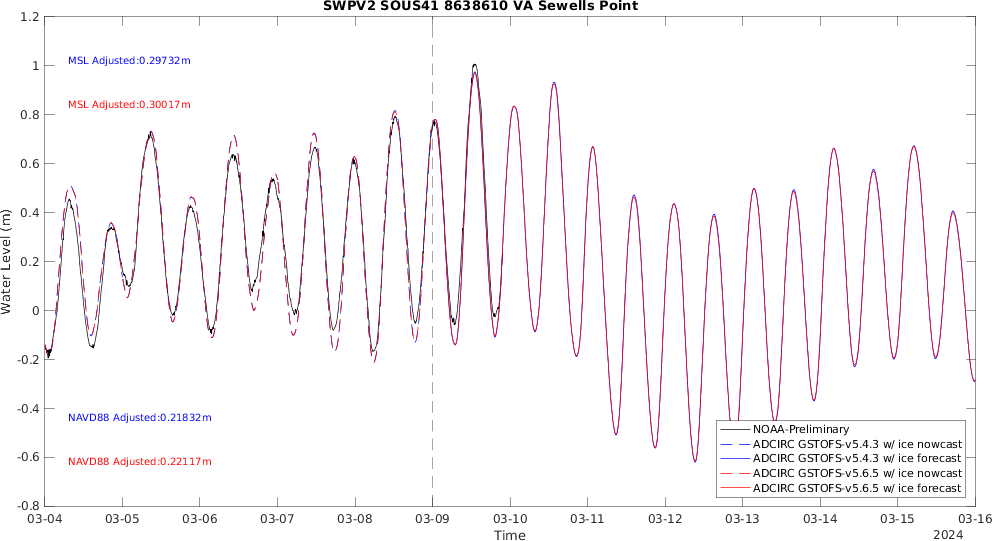 SWPV2 SOUS41 8638610 VA Sewells Point
1.2
1
0.8
0.6
0.4
0.2
0
-0.2
-0.4
-0.6
-0.8
Water Level (m)
MSL Adjusted:0.29732m
MSL Adjusted:0.30017m
NAVD88 Adjusted:0.21832m
NAVD88 Adjusted:0.22117m
NOAA-Preliminary
ADCIRC GSTOFS-v5.4.3 w/ ice nowcast
ADCIRC GSTOFS-v5.4.3 w/ ice forecast
ADCIRC GSTOFS-v5.6.5 w/ ice nowcast
ADCIRC GSTOFS-v5.6.5 w/ ice forecast
03-04 03-05 03-06 03-07 03-08 03-09 03-10 03-11 03-12 03-13 03-14 03-15 03-16
Time
2024